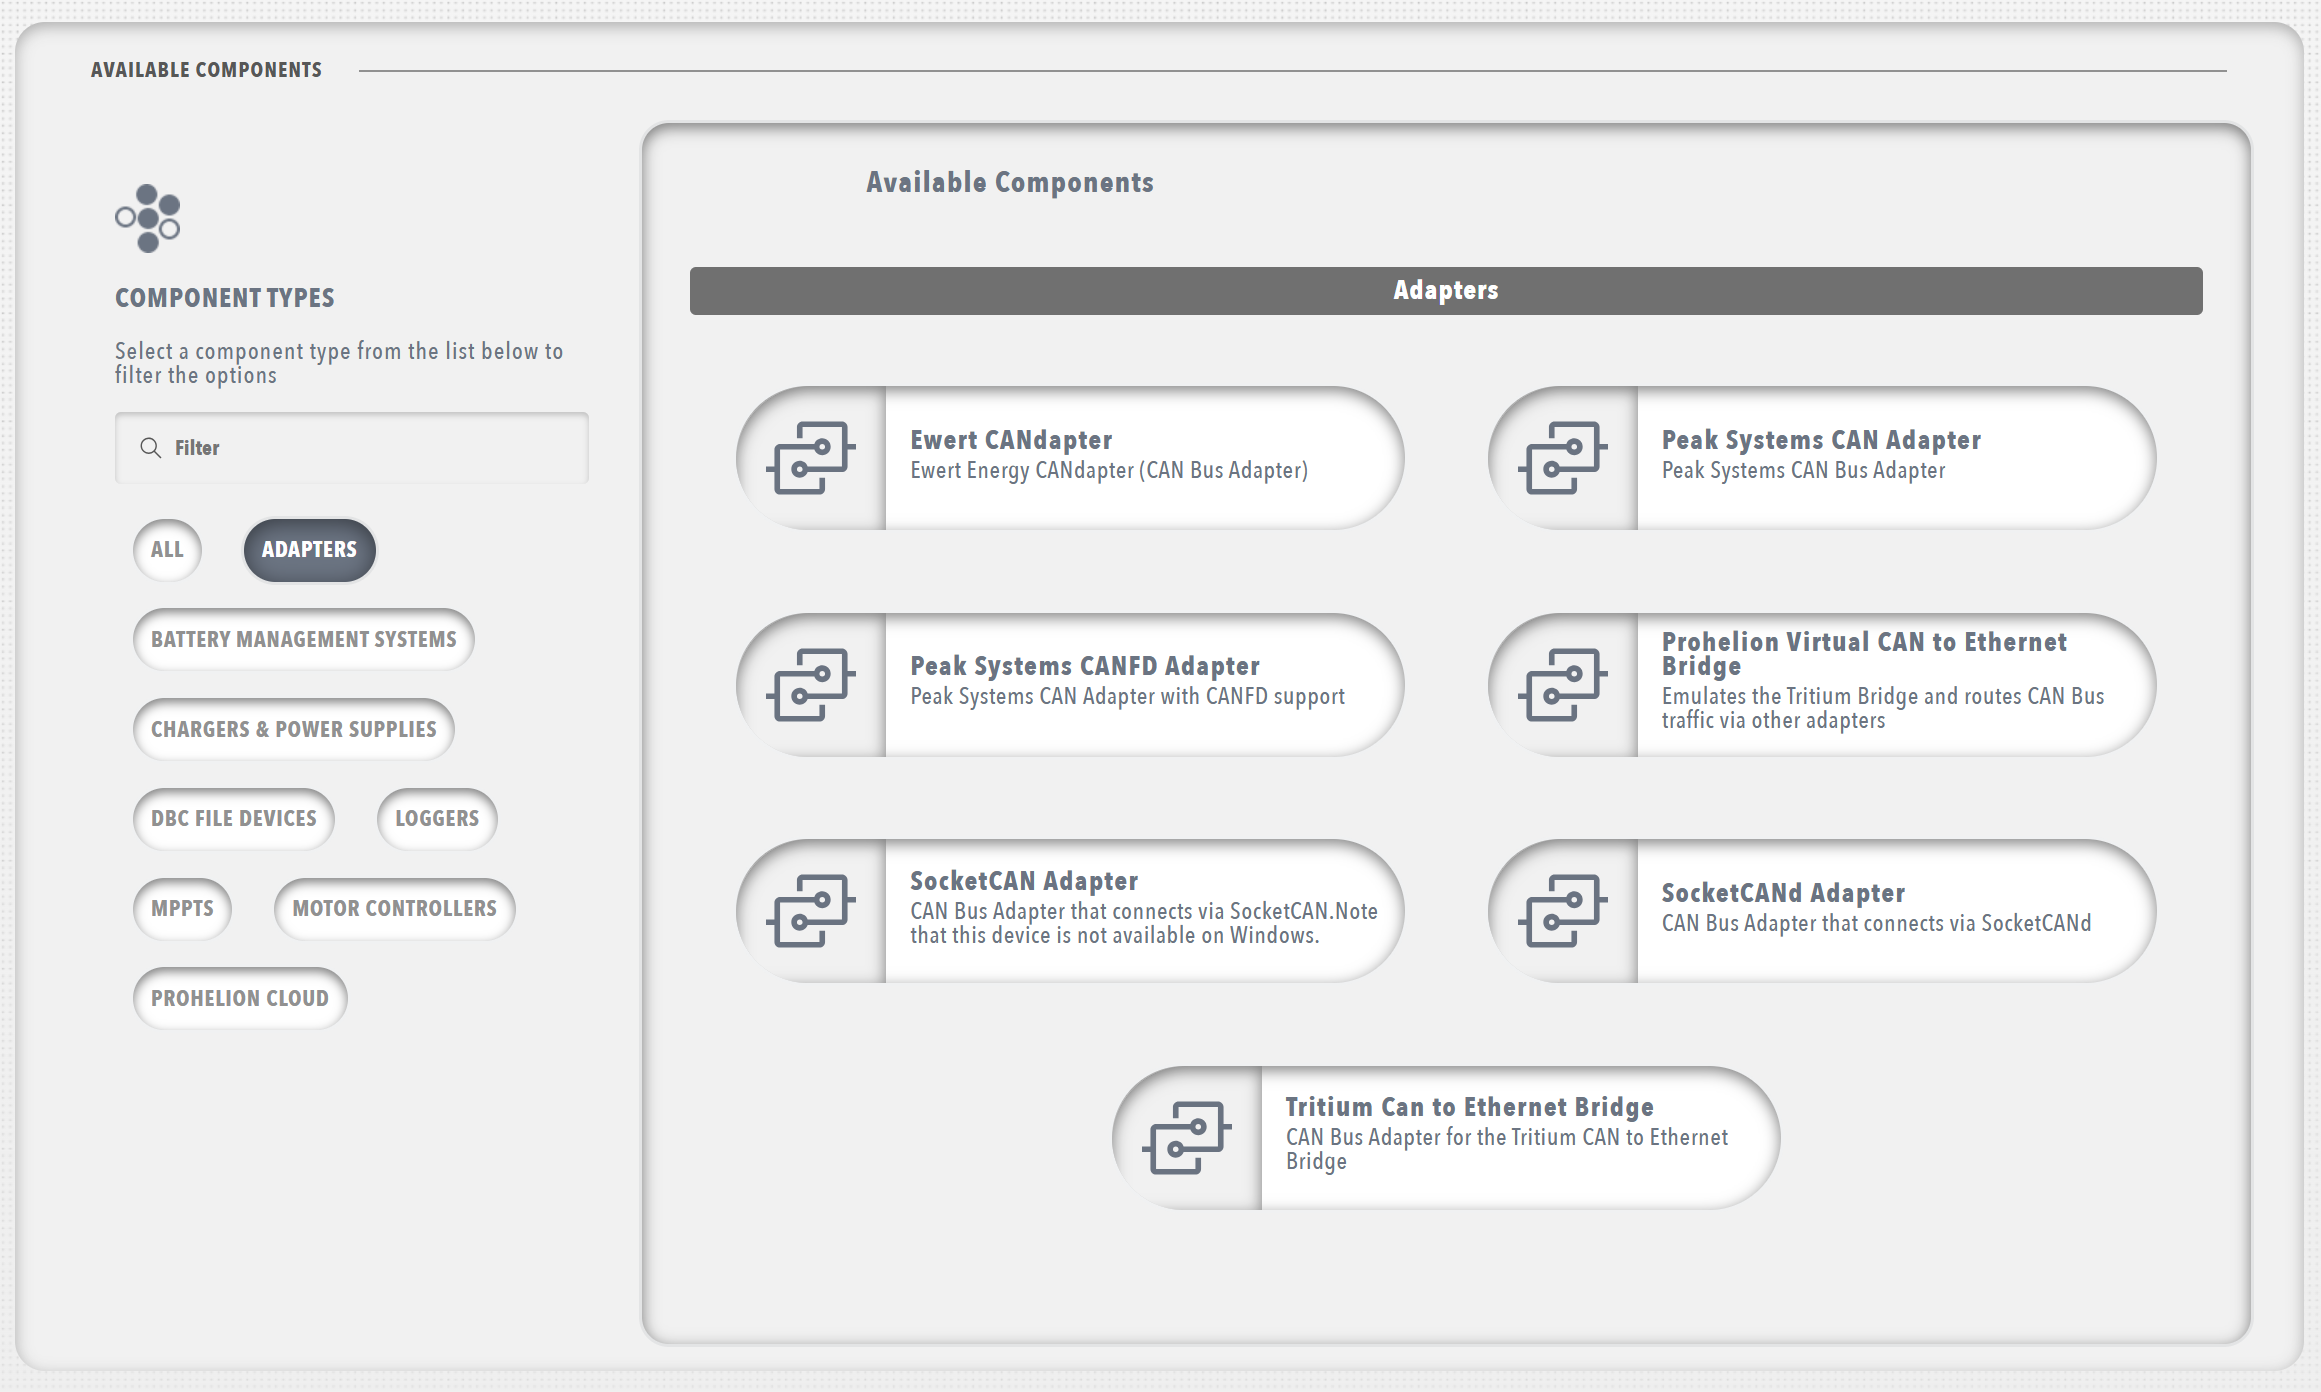 AVAILABLE COMPONENTS
COMPONENT TYPES
Select a component type from the list below to
filter the options
Filter
ALL
ADAPTERS
BATTERY MANAGEMENT SYSTEMS
CHARGERS & POWER SUPPLIES
DBC FILE DEVICES
LOGGERS
MPPTS
MOTOR CONTROLLERS
PROHELION CLOUD
Available Components
Adapters
Ewert CANdapter
Ewert Energy CANdapter (CAN Bus Adapter)
Peak Systems CAN Adapter
Peak Systems CAN Bus Adapter
Peak Systems CANFD Adapter
Peak Systems CAN Adapter with CANFD support
Prohelion Virtual CAN to Ethernet
Bridge
Emulates the Tritium Bridge and routes CAN Bus
traffic via other adapters
SocketCAN Adapter
CAN Bus Adapter that connects via SocketCAN.Note
that this device is not available on Windows.
SocketCANd Adapter
CAN Bus Adapter that connects via SocketCANd
Tritium Can to Ethernet Bridge
CAN Bus Adapter for the Tritium CAN to Ethernet
Bridge